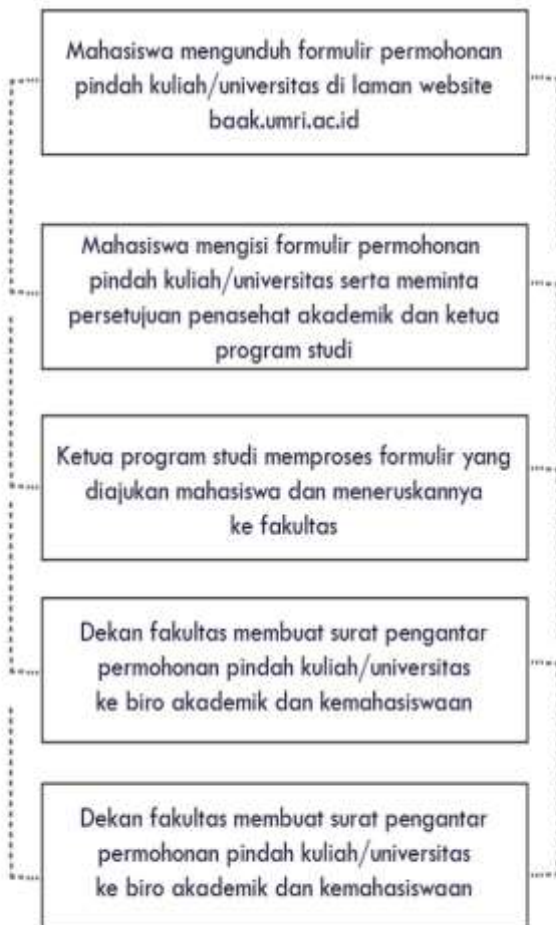 Mahasiswa mengunduh formulir permohonan
pindah kuliah/universitas di laman website
baak.umri.ac.id
Mahasiswa mengisi formulir permohonan
pindah kuliah/universitas serta meminta
persetujuan penasehat akademik dan ketua
program studi
Ketua program studi memproses formulir yang
diajukan mahasiswa dan meneruskannya
ke fakultas
Dekan fakultas membuat surat pengantar
permohonan pindah kuliah/universitas
ke biro akademik dan kemahasiswaan
Dekan fakultas membuat surat pengantar
permohonan pindah kuliah/universitas
ke biro akademik dan kemahasiswaan